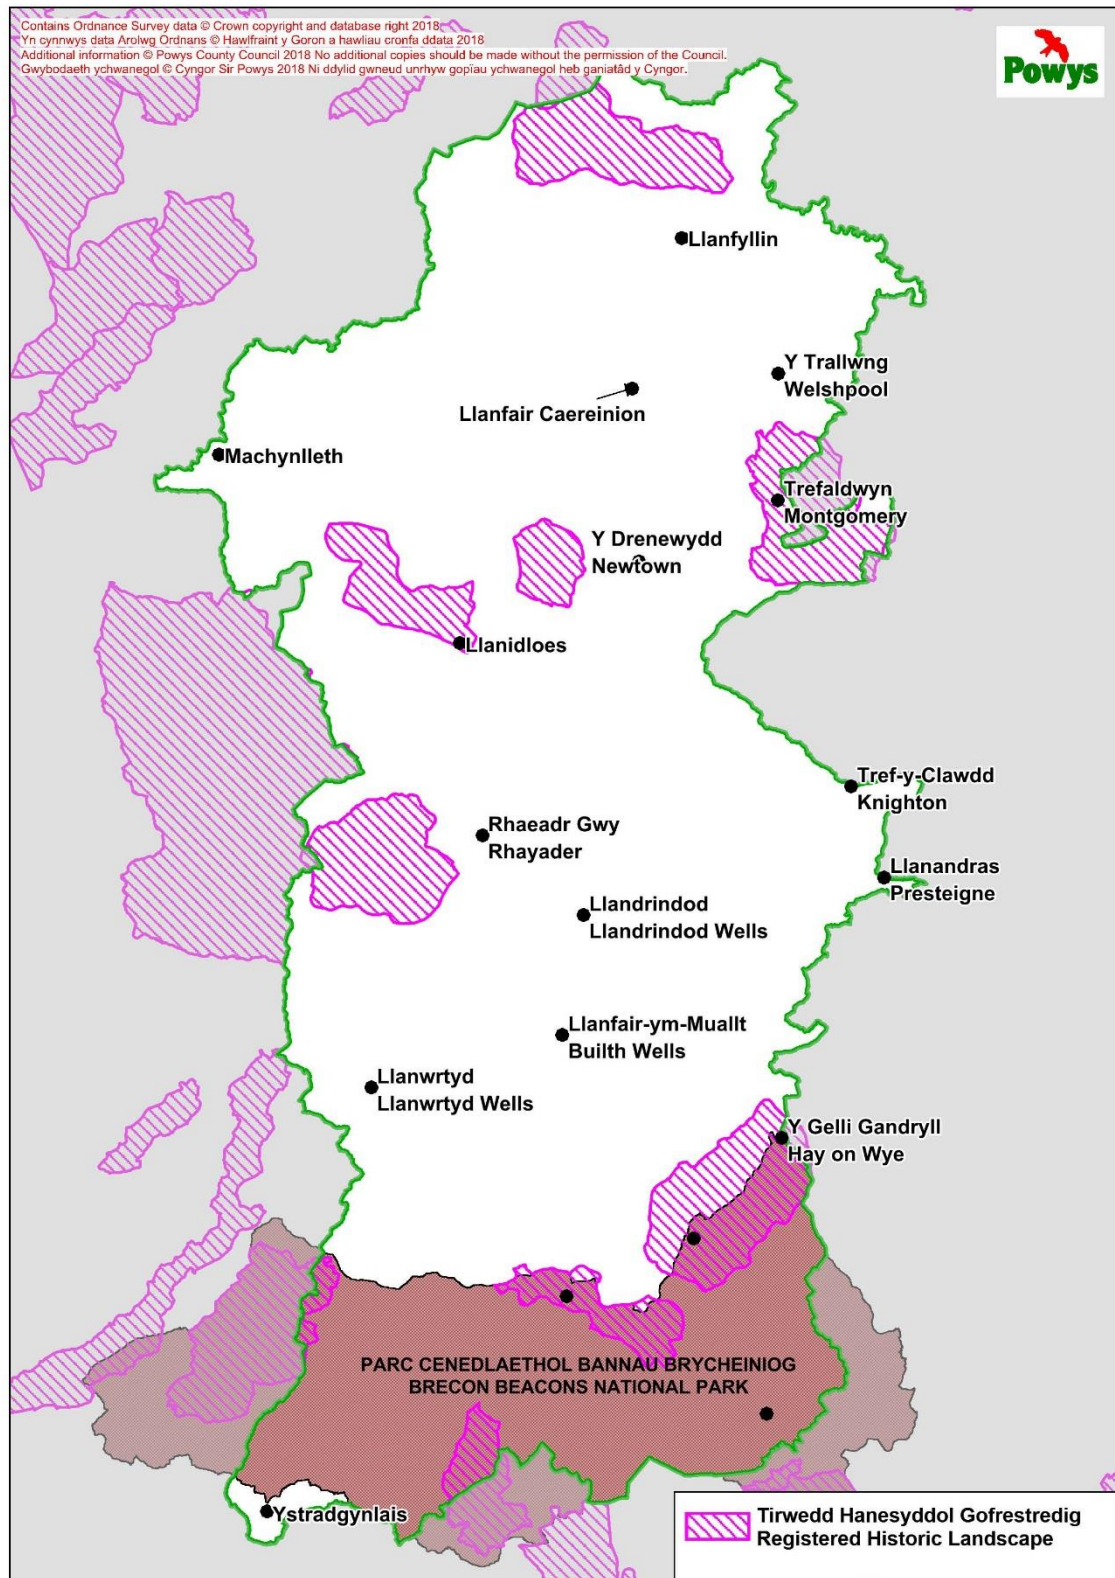 Contains Ordnance Survey data © Crown copyright and database right 2018
Yn cynnwys data Arolwg Ordnans © Hawlfraint y Goron a hawliau cronfa ddata 2018
Additional information © Powys County Council 2018 No additional copies should be made without the permission of the Council.
Gwybodaeth ychwanegol © Cyngor Sir Powys 2018 Ni ddylid gwneud unrhyw gopïau ychwanegol heb ganiatâd y Cyngor.
Powys
Llanfyllin
Y Trallwng
Welshpool
Llanfair Caereinion
Machynlleth
Trefaldwyn
Montgomery
Y Drenewydd
Newtown
Llanidloes
Tref-y-Clawdd
Knighton
Rhaeadr Gwy
Rhayader
Llanandras
Presteigne
Llandrindod
Llandrindod Wells
Llanfair-ym-Muallt
Builth Wells
Llanwrtyd
Llanwrtyd Wells
Y Gelli Gandryll
Hay on Wye
PARC CENEDLAETHOL BANNAU BRYCHEINIOG
BRECON BEACONS NATIONAL PARK
Ystradgynlais
Tirwedd Hanesyddol Gofrestredig
Registered Historic Landscape